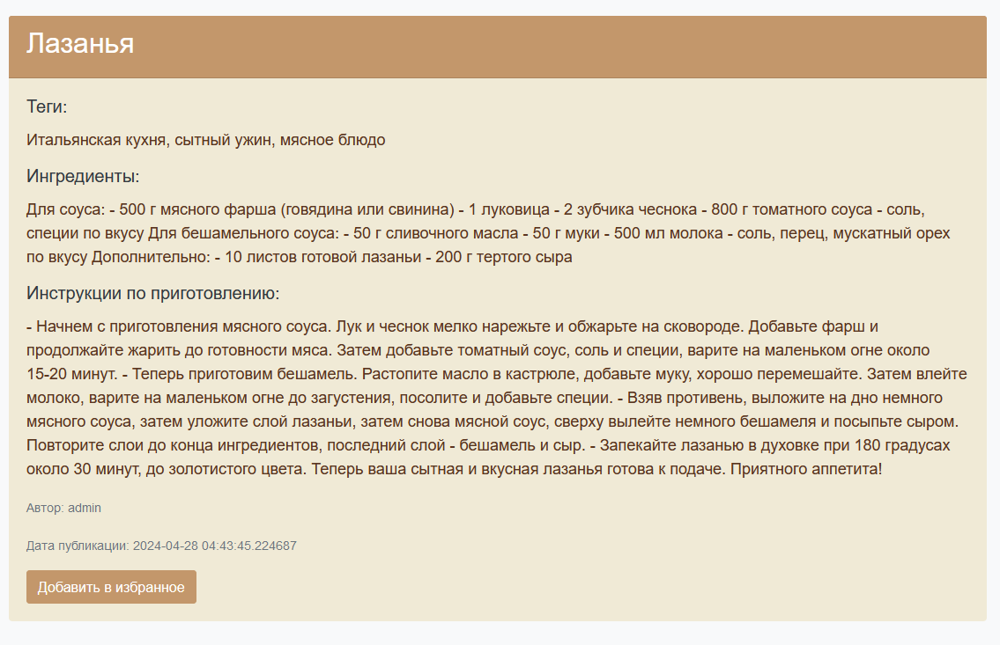 Лазанья
Теги:
Итальянская кухня, сытный ужин, мясное блюдо
Ингредиенты:
Для соуса: - 500 г мясного фарша (говядина или свинина) - 1 луковица - 2 зубчика чеснока - 800 г томатного соуса - соль,
специи по вкусу Для бешамельного соуса: - 50 г сливочного масла - 50 г муки - 500 мл молока - соль, перец, мускатный орех
по вкусу Дополнительно: - 10 листов готовой лазаньи - 200 г тертого сыра
Инструкции по приготовлению:
- Начнем с приготовления мясного соуса. Лук и чеснок мелко нарежьте и обжарьте на сковороде. Добавьте фарш и
продолжайте жарить до готовности мяса. Затем добавьте томатный соус, соль и специи, варите на маленьком огне около
15-20 минут. - Теперь приготовим бешамель. Растопите масло в кастрюле, добавьте муку, хорошо перемешайте. Затем влейте
молоко, варите на маленьком огне до загустения, посолите и добавьте специи. - Взяв противень, выложите на дно немного
мясного соуса, затем уложите слой лазаньи, затем снова мясной соус, сверху вылейте немного бешамеля и посыпьте сыром.
Повторите слои до конца ингредиентов, последний слой - бешамель и сыр. - Запекайте лазанью в духовке при 180 градусах
около 30 минут, до золотистого цвета. Теперь ваша сытная и вкусная лазанья готова к подаче. Приятного аппетита!
Автор: admin
Дата публикации: 2024-04-28 04:43:45.224687
Добавить в избранное